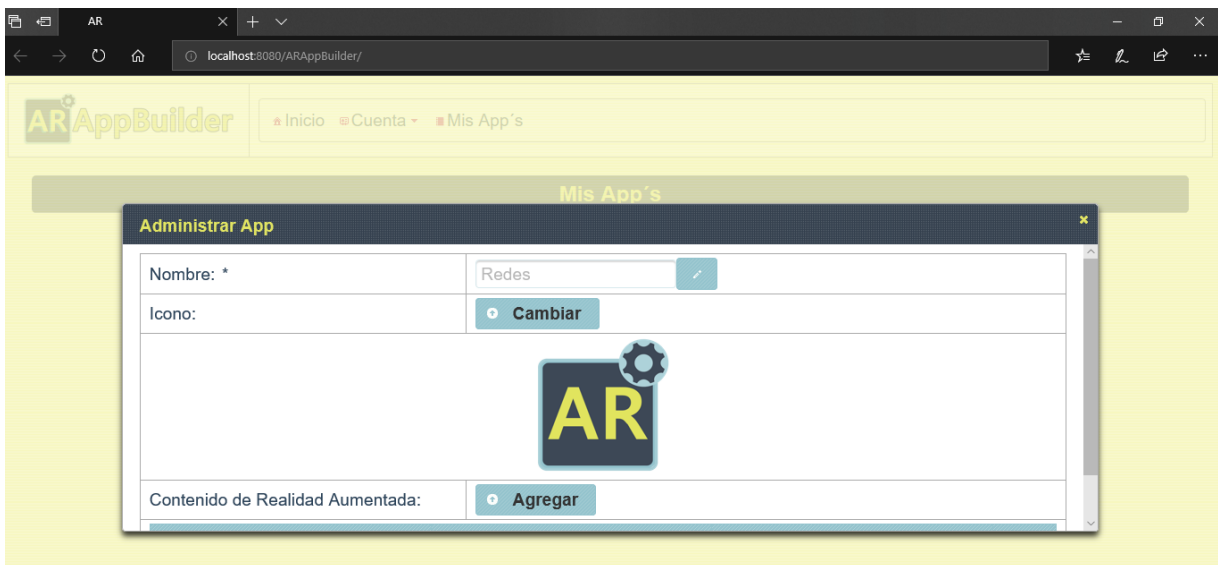 AR
localhost:8080/ARAppBuilder/
AR AppBuilder
Inicio Cuenta Mis App´s
Mis App´s
Administrar App
Nombre: * Redes
Icono: Cambiar
AR
Contenido de Realidad Aumentada: Agregar